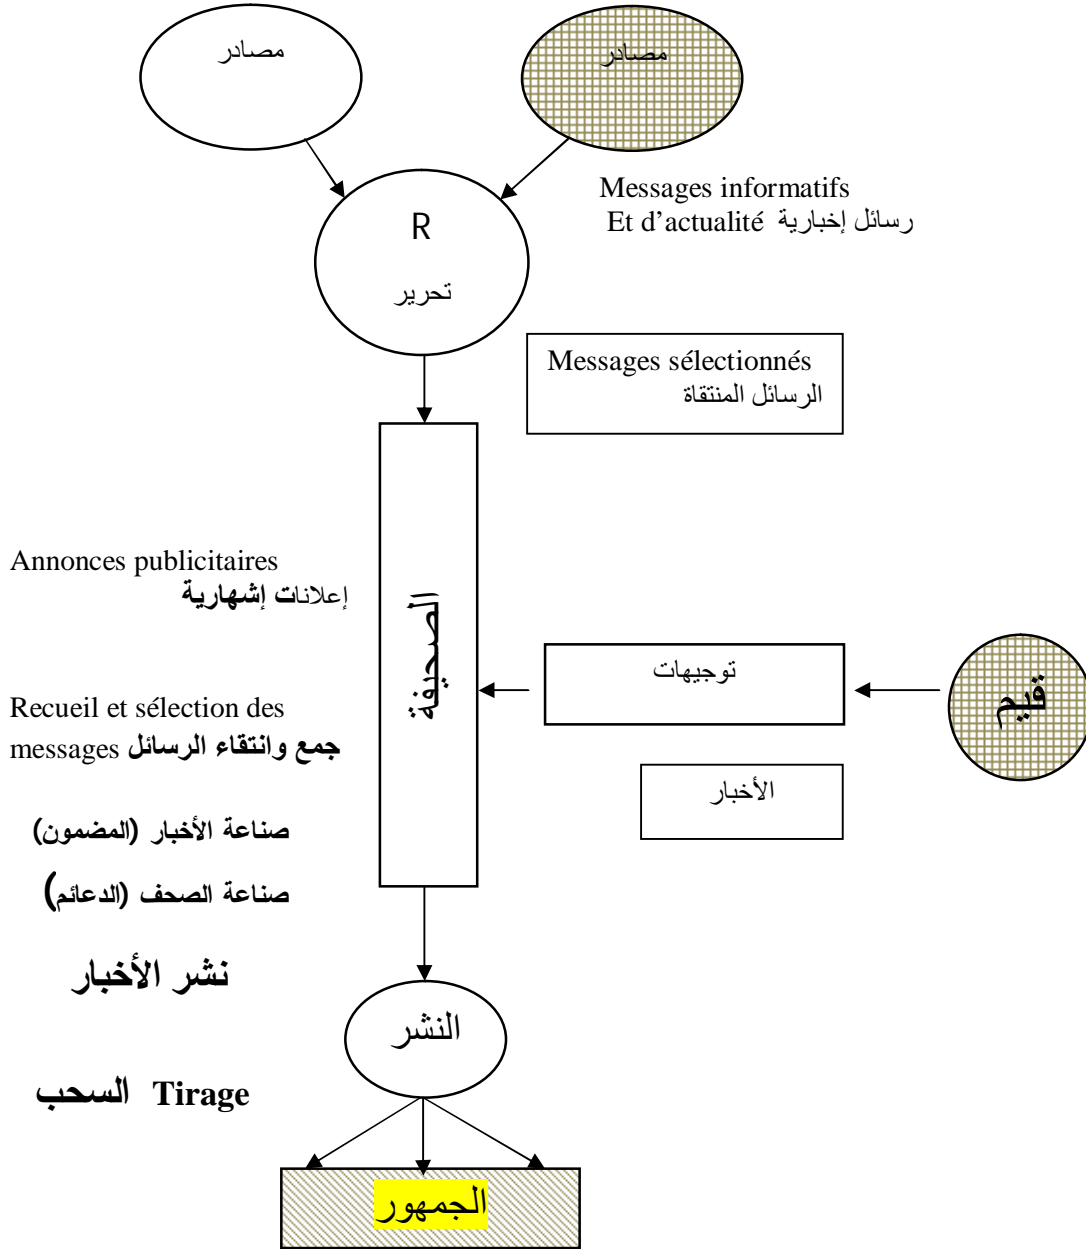 مصادر
مصادر
Messages informatifs
Et d'actualité رسائل إخبارية
R
تحرير
Messages sélectionnés
الرسائل المنتقاة
Annonces publicitaires
إعلانات إشهارية
الصحيفة
توجيهات
قيم
Recueil et sélection des
messages جمع وانتقاء الرسائل
الأخبار
صناعة الأخبار (المضمون)
صناعة الصحف (الدعائم)
نشر الأخبار
النشر
Tirage السحب
الجمهور